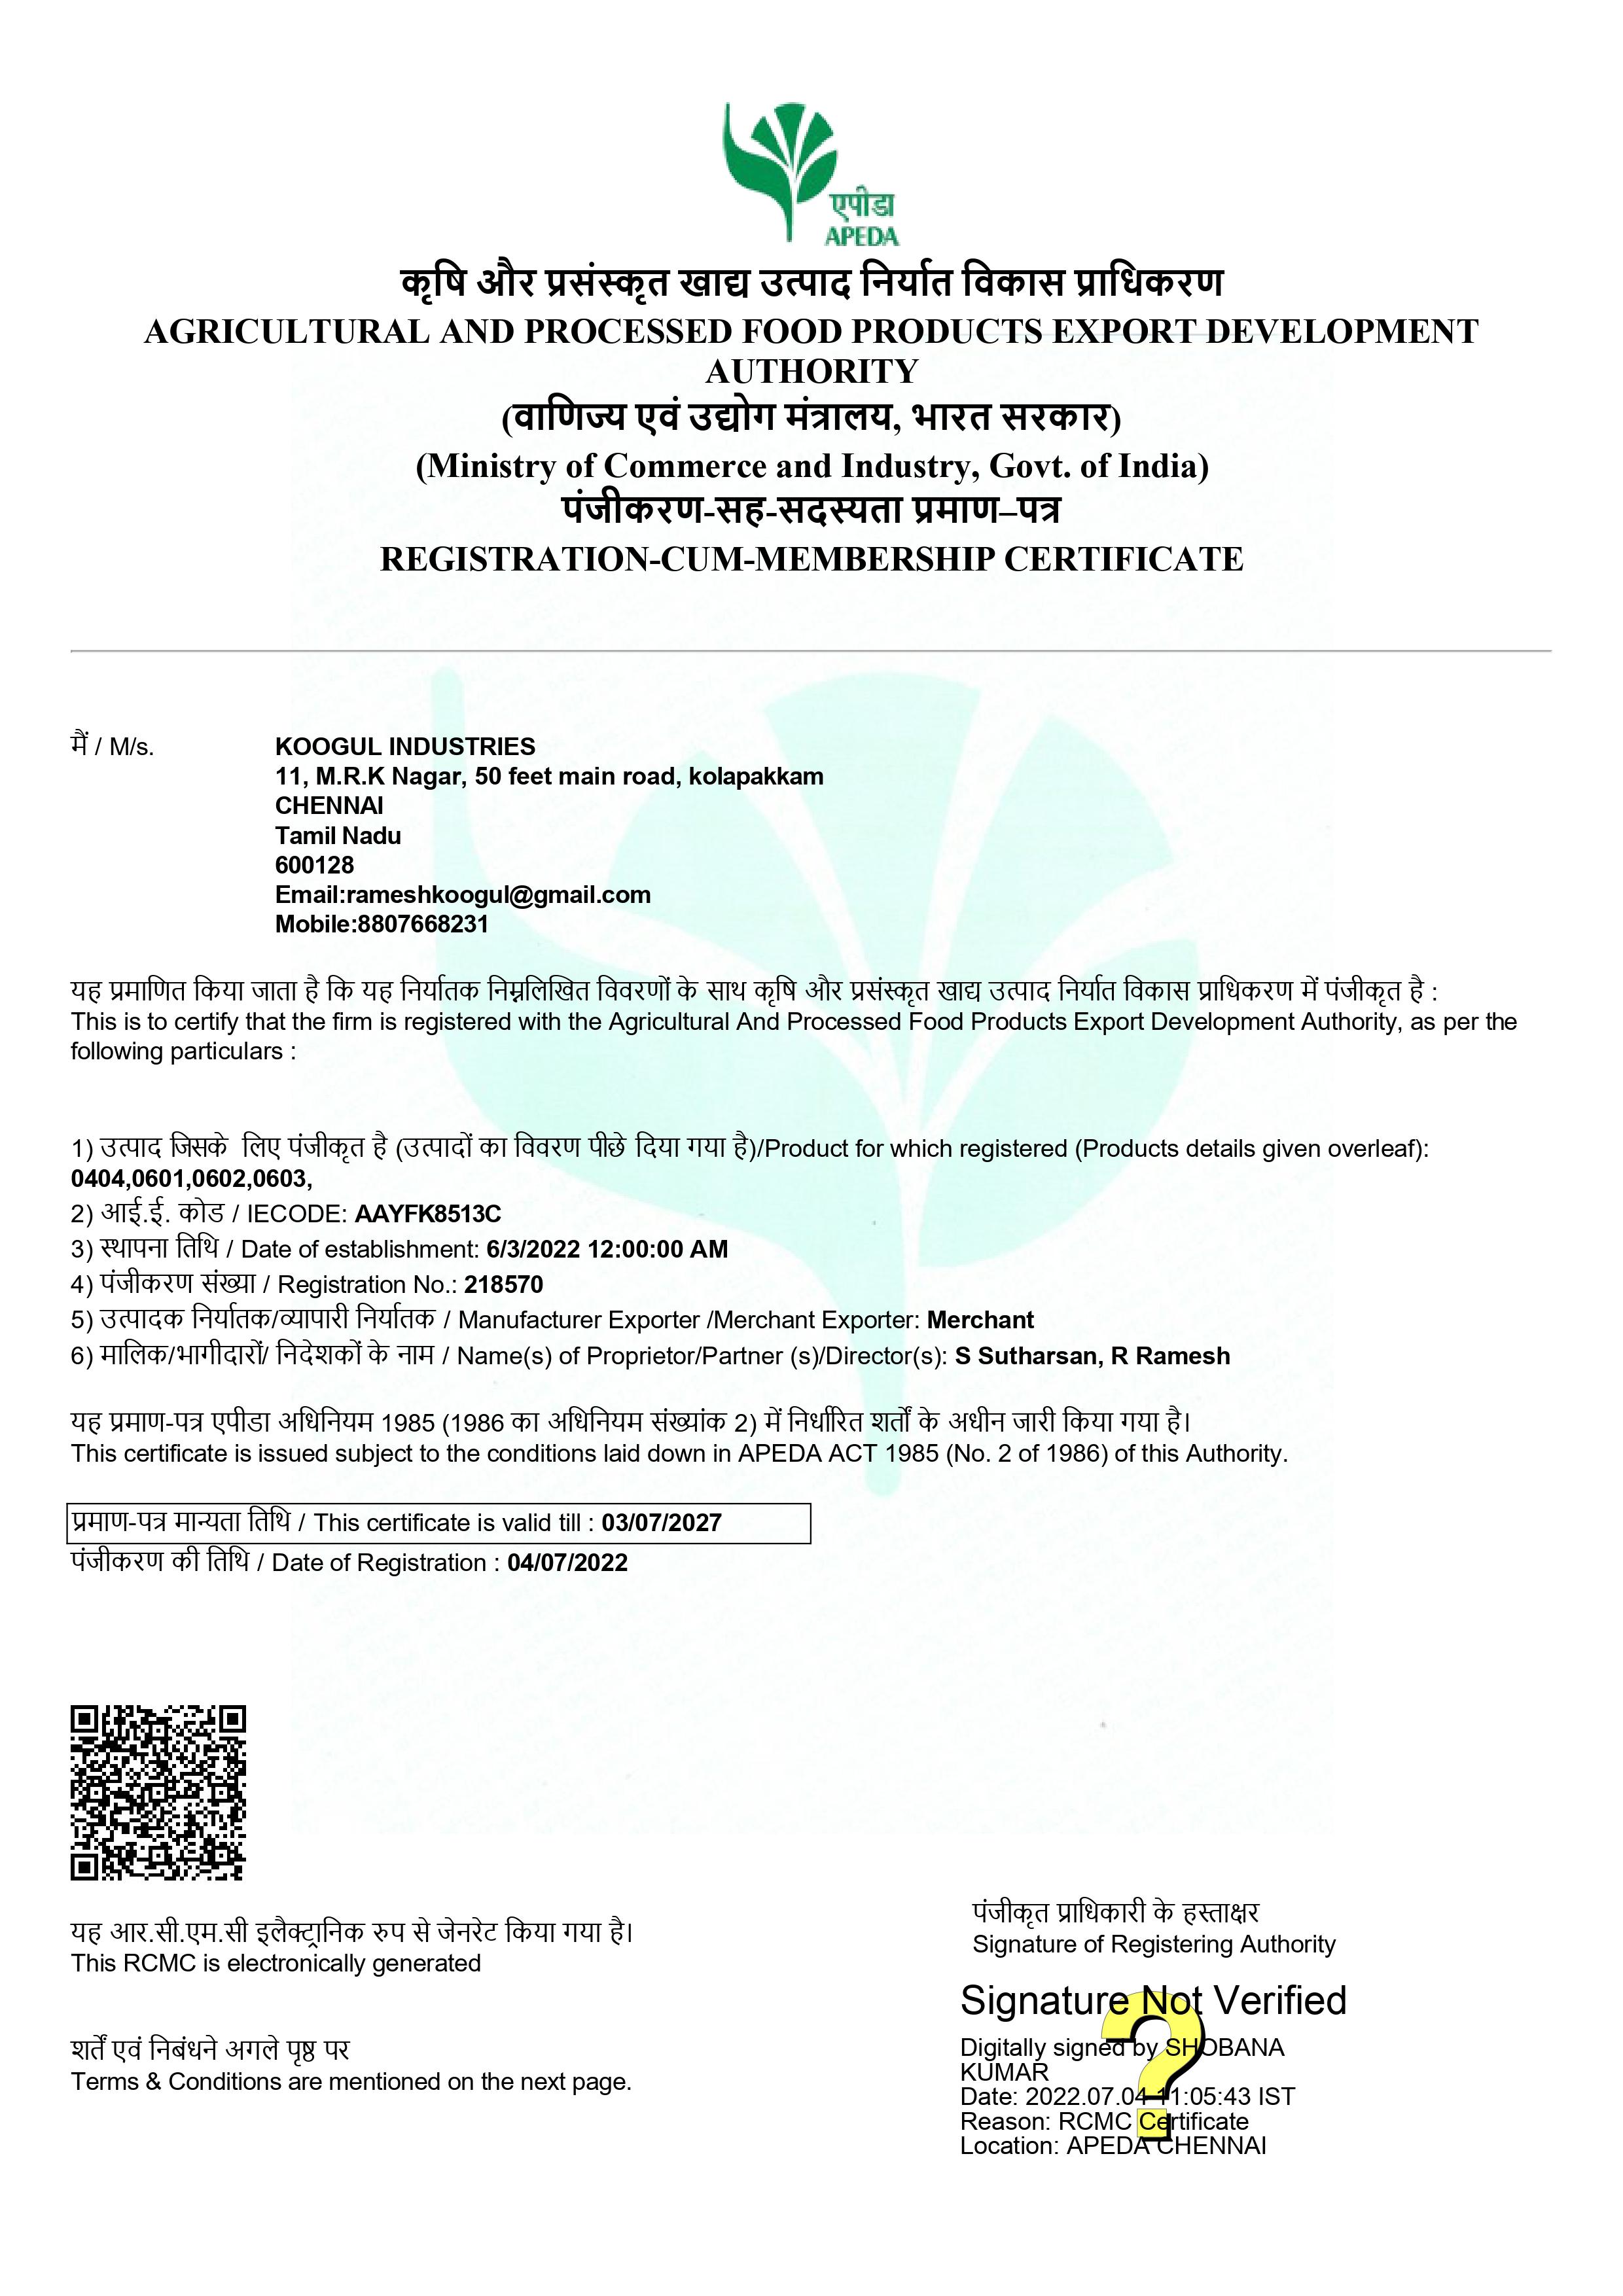 एपीडा
APEDA
कृषि और प्रसंस्कृत खाद्य उत्पाद निर्यात विकास प्राधिकरण
AGRICULTURAL AND PROCESSED FOOD PRODUCTS EXPORT DEVELOPMENT
AUTHORITY
(वाणिज्य एवं उद्योग मंत्रालय, भारत सरकार)
(Ministry of Commerce and Industry, Govt. of India)
पंजीकरण-सह-सदस्यता प्रमाण–पत्र
REGISTRATION-CUM-MEMBERSHIP CERTIFICATE
मैं / M/s.
KOOGUL INDUSTRIES
11, M.R.K Nagar, 50 feet main road, kolapakkam
CHENNAI
Tamil Nadu
600128
Email:rameshkoogul@gmail.com
Mobile:8807668231
यह प्रमाणित किया जाता है कि यह निर्यातक निम्नलिखित विवरणों के साथ कृषि और प्रसंस्कृत खाद्य उत्पाद निर्यात विकास प्राधिकरण में पंजीकृत है :
This is to certify that the firm is registered with the Agricultural And Processed Food Products Export Development Authority, as per the
following particulars :
1) उत्पाद जिसके लिए पंजीकृत है (उत्पादों का विवरण पीछे दिया गया है)/Product for which registered (Products details given overleaf):
0404,0601,0602,0603,
2) आई.ई. कोड / IECODE: AAYFK8513C
3) स्थापना तिथि / Date of establishment: 6/3/2022 12:00:00 AM
4) पंजीकरण संख्या / Registration No.: 218570
5) उत्पादक निर्यातक/व्यापारी निर्यातक / Manufacturer Exporter /Merchant Exporter: Merchant
6) मालिक/भागीदारों/ निदेशकों के नाम / Name(s) of Proprietor/Partner (s)/Director(s): S Sutharsan, R Ramesh
यह प्रमाण-पत्र एपीडा अधिनियम 1985 (1986 का अधिनियम संख्यांक 2) में निर्धारित शर्तों के अधीन जारी किया गया है।
This certificate is issued subject to the conditions laid down in APEDA ACT 1985 (No. 2 of 1986) of this Authority.
प्रमाण-पत्र मान्यता तिथि / This certificate is valid till : 03/07/2027
पंजीकरण की तिथि / Date of Registration : 04/07/2022
यह आर.सी.एम.सी इलैक्ट्रानिक रुप से जेनरेट किया गया है।
This RCMC is electronically generated
शर्तें एवं निबंधने अगले पृष्ठ पर
Terms & Conditions are mentioned on the next page.
पंजीकृत प्राधिकारी के हस्ताक्षर
Signature of Registering Authority
Signature Not Verified
Digitally signed by SHOBANA
KUMAR
Date: 2022.07.04 11:05:43 IST
Reason: RCMC Certificate
Location: APEDA CHENNAI